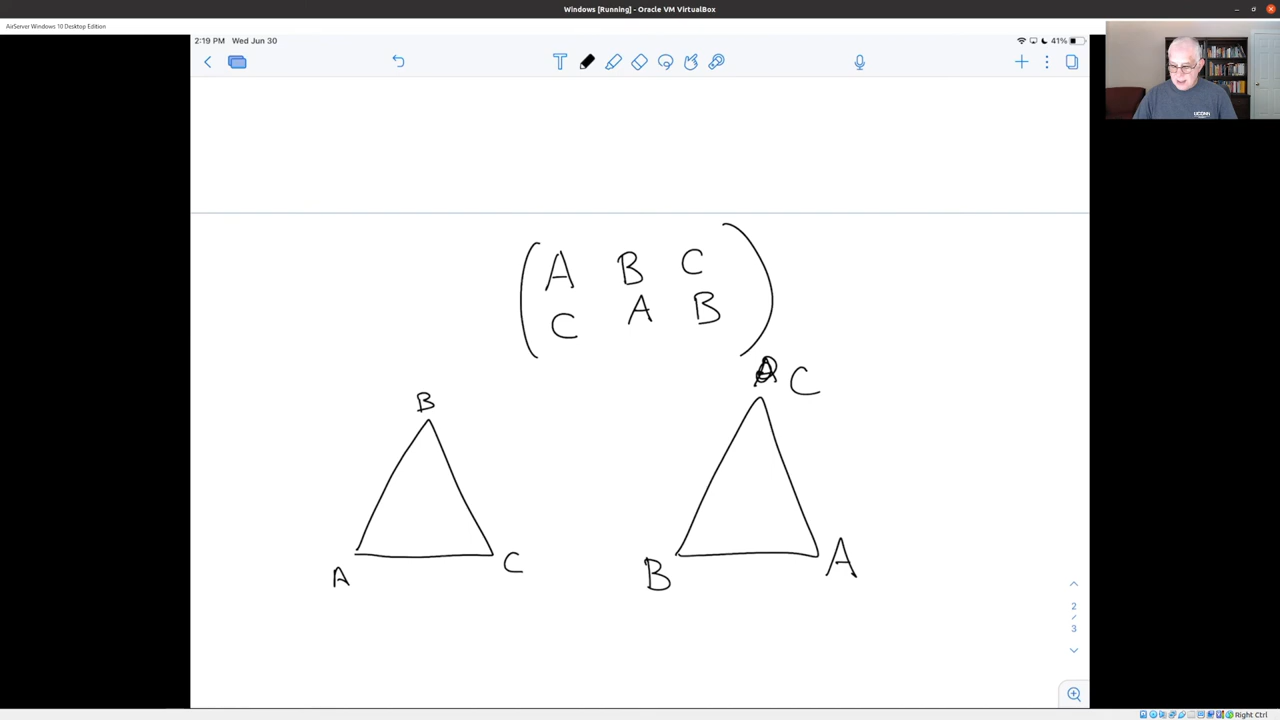 Windows [Running] - Oracle VM VirtualBox
AirServer Windows 10 Desktop Edition
2:19 PM Wed Jun 30
41%
T
UCONN
A B C
C A B
C
B
A C
B A
2
/
3
Right Ctrl